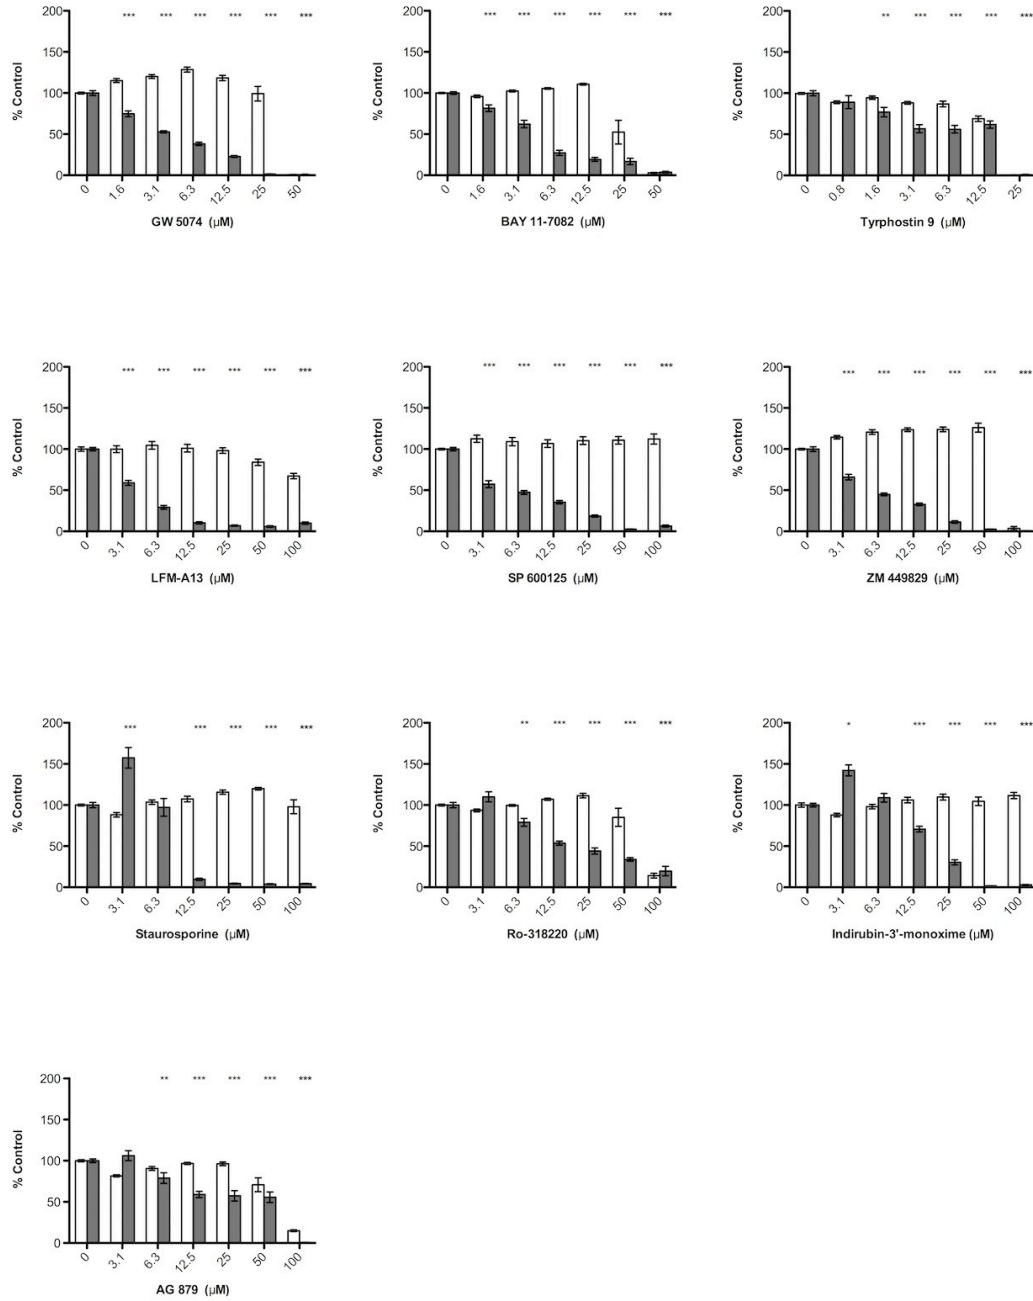 200 *** *** *** *** *** ***
150
100
50
0
% Control
0 1.6 3.1 6.3 12.5 25 50
GW 5074 (µM)
200 *** *** *** *** *** ***
150
100
50
0
% Control
0 1.6 3.1 6.3 12.5 25 50
BAY 11-7082 (µM)
200 ** *** *** *** ***
150
100
50
0
% Control
0 0.8 1.6 3.1 6.3 12.5 25
Tyrphostin 9 (µM)
200 *** *** *** *** *** ***
150
100
50
0
% Control
0 3.1 6.3 12.5 25 50 100
LFM-A13 (µM)
200 *** *** *** *** *** ***
150
100
50
0
% Control
0 3.1 6.3 12.5 25 50 100
SP 600125 (µM)
200 *** *** *** *** *** ***
150
100
50
0
% Control
0 3.1 6.3 12.5 25 50 100
ZM 449829 (µM)
200 *** *** *** *** ***
150
100
50
0
% Control
0 3.1 6.3 12.5 25 50 100
Staurosporine (µM)
200 ** *** *** *** ***
150
100
50
0
% Control
0 3.1 6.3 12.5 25 50 100
Ro-318220 (µM)
200 * *** *** *** ***
150
100
50
0
% Control
0 3.1 6.3 12.5 25 50 100
Indirubin-3'-monoxime (µM)
200 ** *** *** *** ***
150
100
50
0
% Control
0 3.1 6.3 12.5 25 50 100
AG 879 (µM)